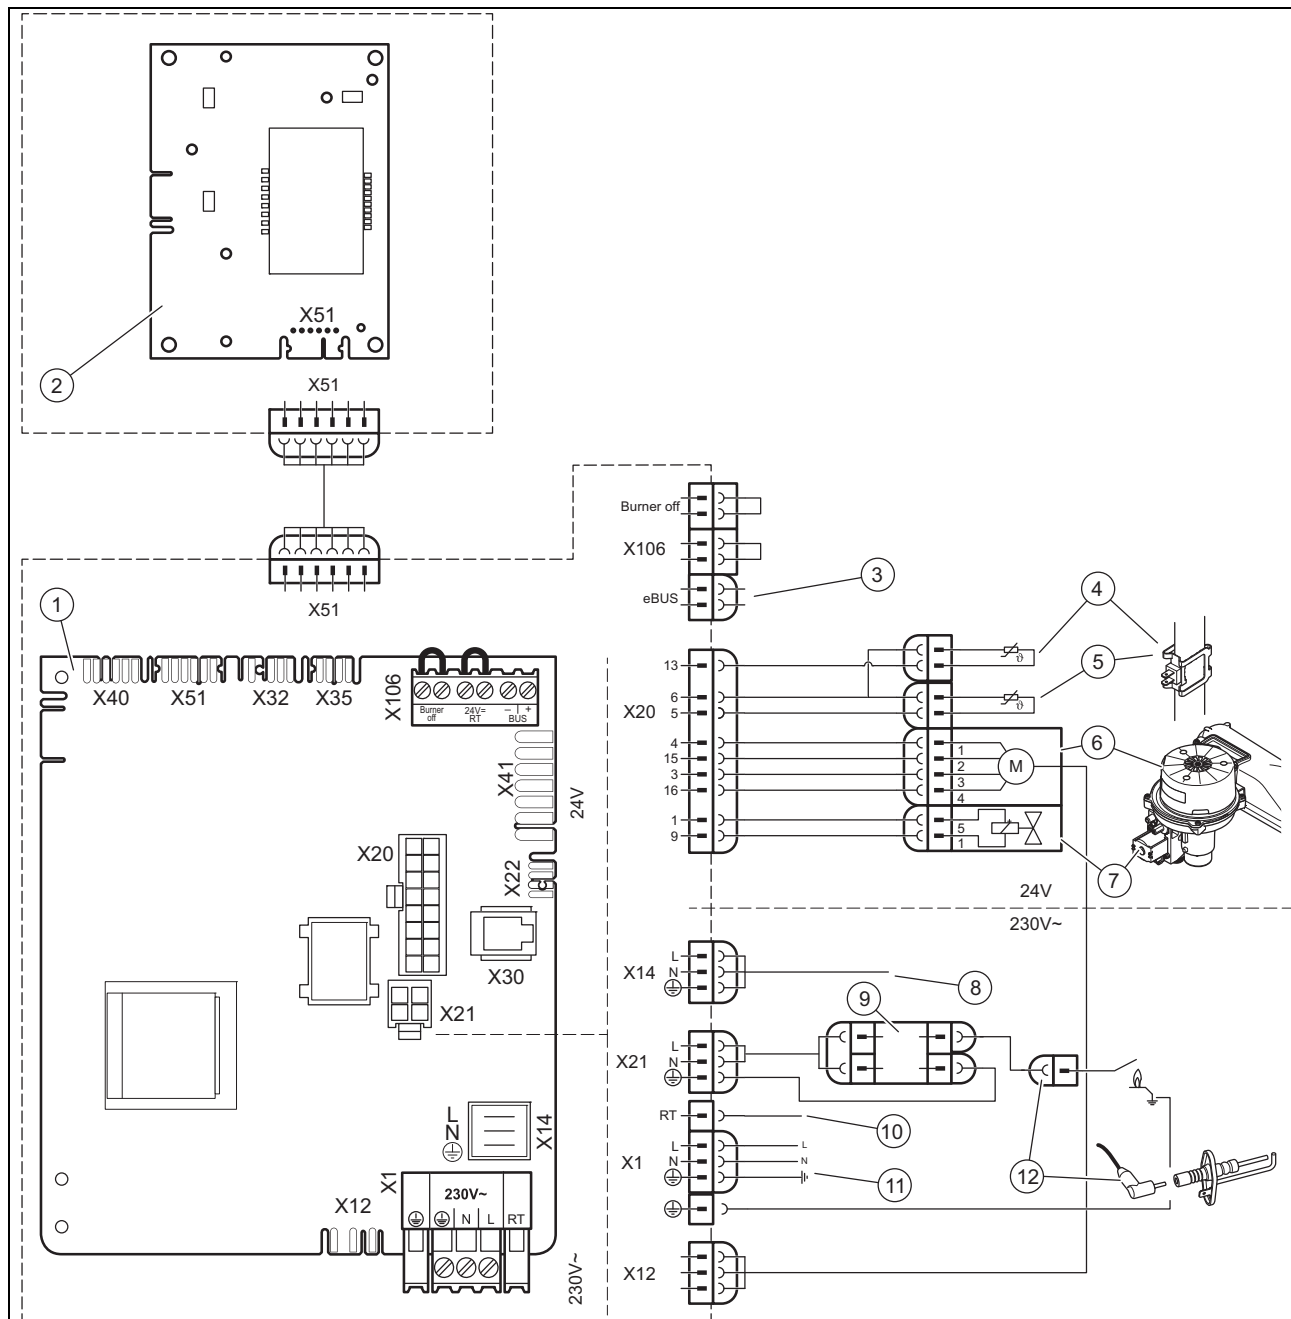 X51
2
X51
X51
1
X40
X51
X32
X35
X106
Burner off
24V=
RT
– | +
BUS
X41
24V
X20
X22
X30
X21
L
N
X14
X1
230V~
N
L
RT
X12
230V~
Burner off
X106
eBUS
3
X20
13
6
5
4
15
3
16
1
9
ϑ
ϑ
1
2
3
4
M
5
1
4
5
6
7
24V
230V~
X14
L
N
8
9
X21
L
N
12
RT
10
X1
L
N
L
N
11
X12